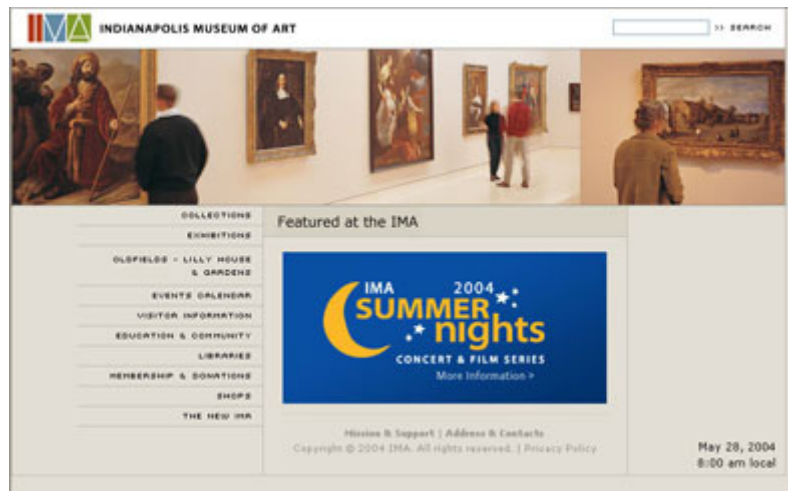 IMA INDIANAPOLIS MUSEUM OF ART
>> SEARCH
COLLECTIONS
EXHIBITIONS
OLDFIELDS - LILLY HOUSE
& GARDENS
EVENTS CALENDAR
VISITOR INFORMATION
EDUCATION & COMMUNITY
LIBRARIES
MEMBERSHIP & DONATIONS
SHOPS
THE NEW IMA
Featured at the IMA
IMA 2004
SUMMER
nights
CONCERT & FILM SERIES
More Information >
Mission & Support | Address & Contacts
Copyright © 2004 IMA. All rights reserved. | Privacy Policy
May 28, 2004
8:00 am local